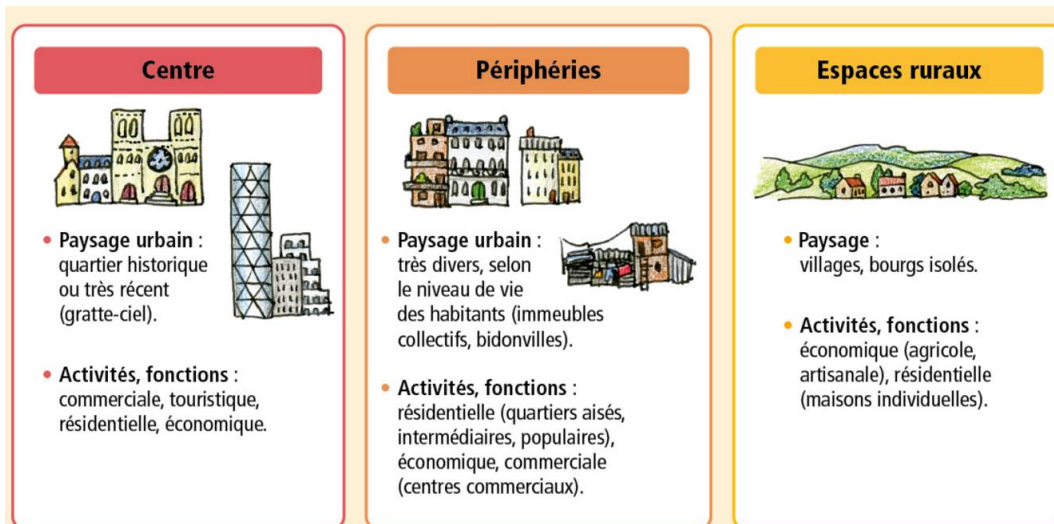 Centre
• Paysage urbain :
quartier historique
ou très récent
(gratte-ciel).
• Activités, fonctions :
commerciale, touristique,
résidentielle, économique.
Périphéries
• Paysage urbain :
très divers, selon
le niveau de vie
des habitants (immeubles
collectifs, bidonvilles).
• Activités, fonctions :
résidentielle (quartiers aisés,
intermédiaires, populaires),
économique, commerciale
(centres commerciaux).
Espaces ruraux
• Paysage :
villages, bourgs isolés.
• Activités, fonctions :
économique (agricole,
artisanale), résidentielle
(maisons individuelles).